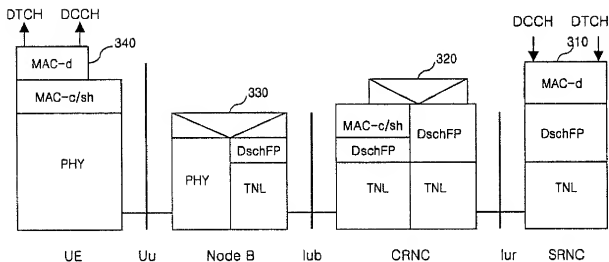 DTCH DCCH
340
MAC-d
MAC-c/sh
PHY
330
PHY
DschFP
TNL
320
MAC-c/sh
DschFP
DschFP
TNL
TNL
DCCH DTCH
310
MAC-d
DschFP
TNL
UE Uu Node B Iub CRNC Iur SRNC